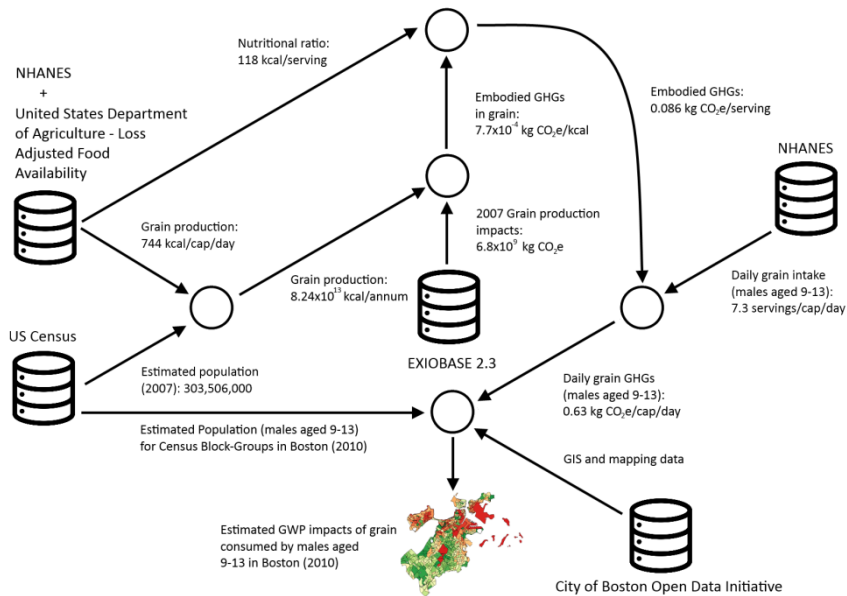 Nutritional ratio:
118 kcal/serving
NHANES
+
United States Department
of Agriculture - Loss
Adjusted Food
Availability
Embodied GHGs
in grain:
7.7x10⁻⁴ kg CO₂e/kcal
Embodied GHGs:
0.086 kg CO₂e/serving
NHANES
Grain production:
744 kcal/cap/day
2007 Grain production
impacts:
6.8x10⁹ kg CO₂e
Grain production:
8.24x10¹³ kcal/annum
Daily grain intake
(males aged 9-13):
7.3 servings/cap/day
US Census
EXIOBASE 2.3
Estimated population
(2007): 303,506,000
Daily grain GHGs
(males aged 9-13):
0.63 kg CO₂e/cap/day
Estimated Population (males aged 9-13)
for Census Block-Groups in Boston (2010)
GIS and mapping data
Estimated GWP impacts of grain
consumed by males aged
9-13 in Boston (2010)
City of Boston Open Data Initiative